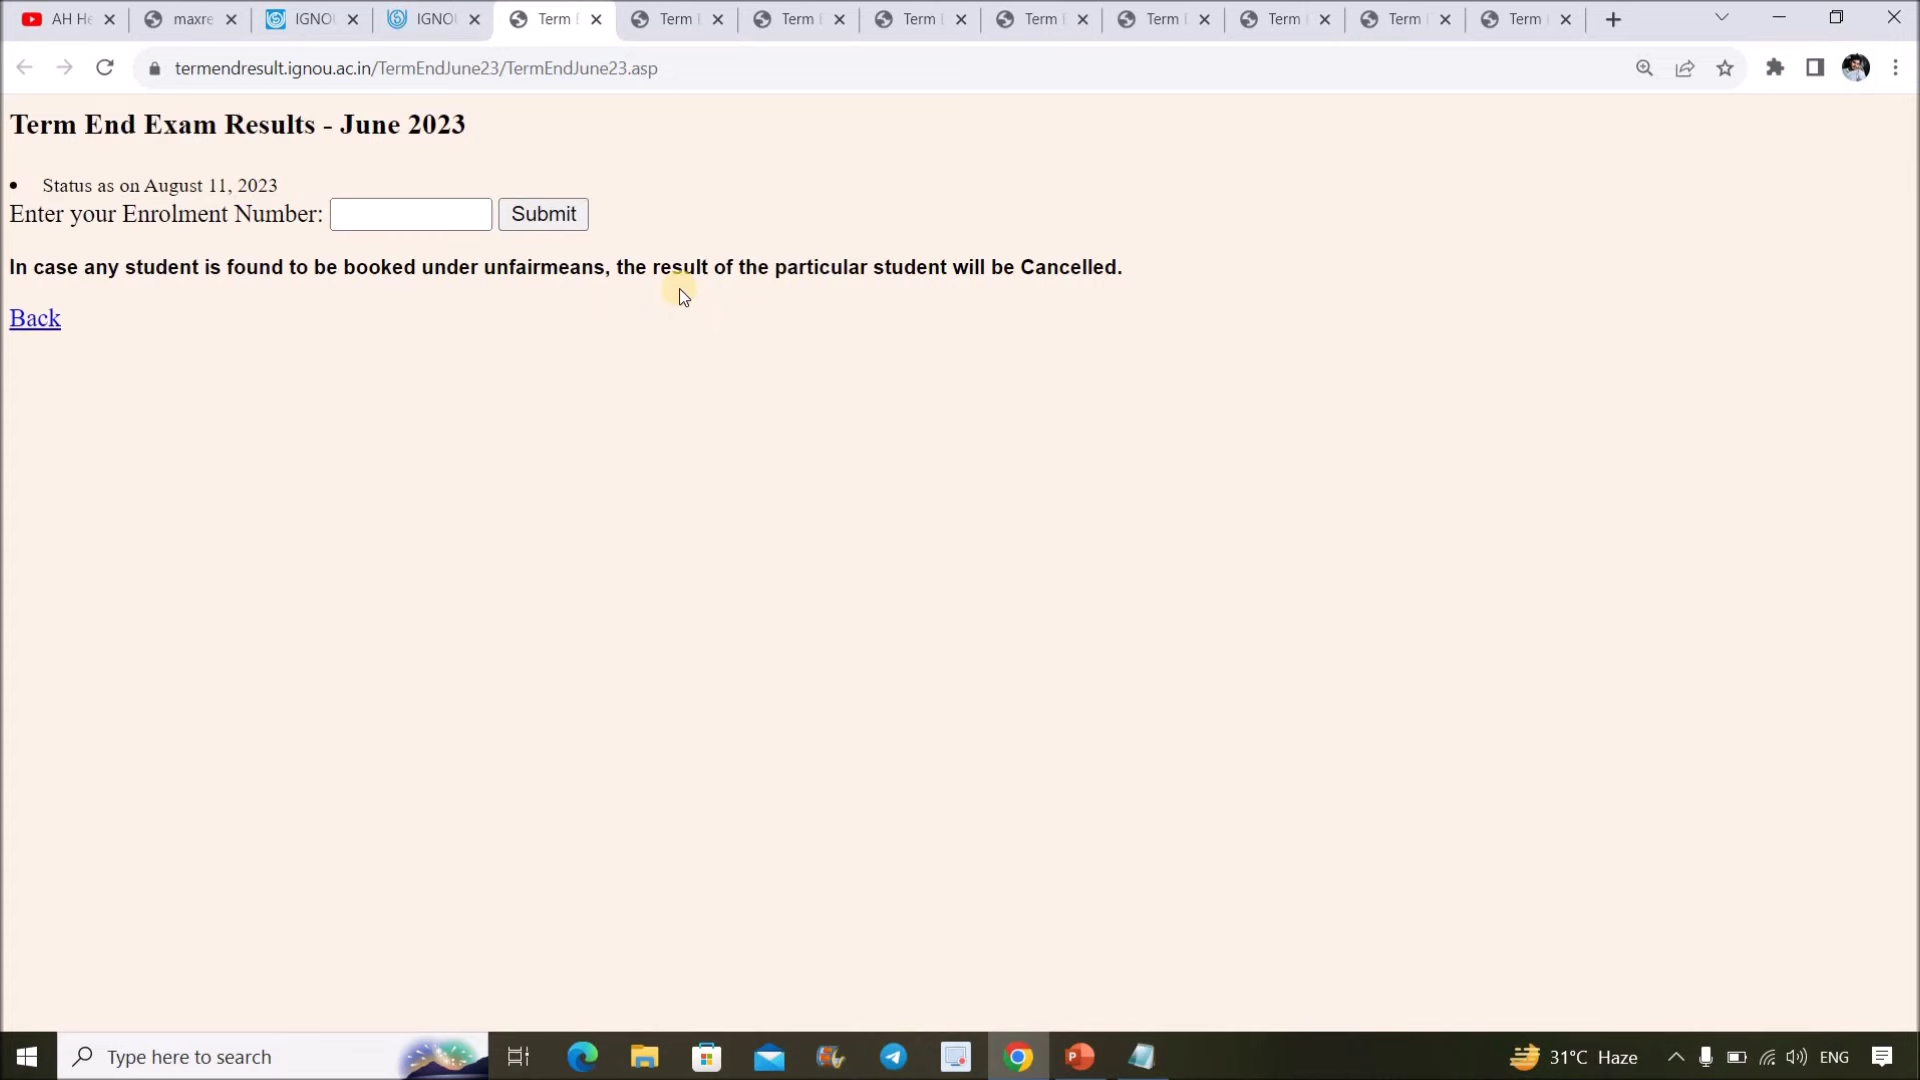 AH He
maxre
IGNOU
IGNOU
Term E
Term
Term E
Term
Term
Term
Term
Term
Term
termendresult.ignou.ac.in/TermEndJune23/TermEndJune23.asp
Term End Exam Results - June 2023
Status as on August 11, 2023
Enter your Enrolment Number:
Submit
In case any student is found to be booked under unfairmeans, the result of the particular student will be Cancelled.
Back
Type here to search
31°C Haze
ENG